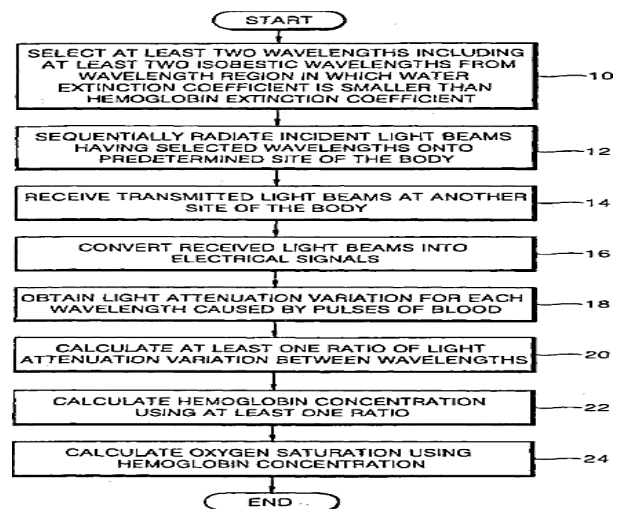 START
SELECT AT LEAST TWO WAVELENGTHS INCLUDING
AT LEAST TWO ISOBESTIC WAVELENGTHS FROM
WAVELENGTH REGION IN WHICH WATER
EXTINCTION COEFFICIENT IS SMALLER THAN
HEMOGLOBIN EXTINCTION COEFFICIENT
10
SEQUENTIALLY RADIATE INCIDENT LIGHT BEAMS
HAVING SELECTED WAVELENGTHS ONTO
PREDETERMINED SITE OF THE BODY
12
RECEIVE TRANSMITTED LIGHT BEAMS AT ANOTHER
SITE OF THE BODY
14
CONVERT RECEIVED LIGHT BEAMS INTO
ELECTRICAL SIGNALS
16
OBTAIN LIGHT ATTENUATION VARIATION FOR EACH
WAVELENGTH CAUSED BY PULSES OF BLOOD
18
CALCULATE AT LEAST ONE RATIO OF LIGHT
ATTENUATION VARIATION BETWEEN WAVELENGTHS
20
CALCULATE HEMOGLOBIN CONCENTRATION
USING AT LEAST ONE RATIO
22
CALCULATE OXYGEN SATURATION USING
HEMOGLOBIN CONCENTRATION
24
END